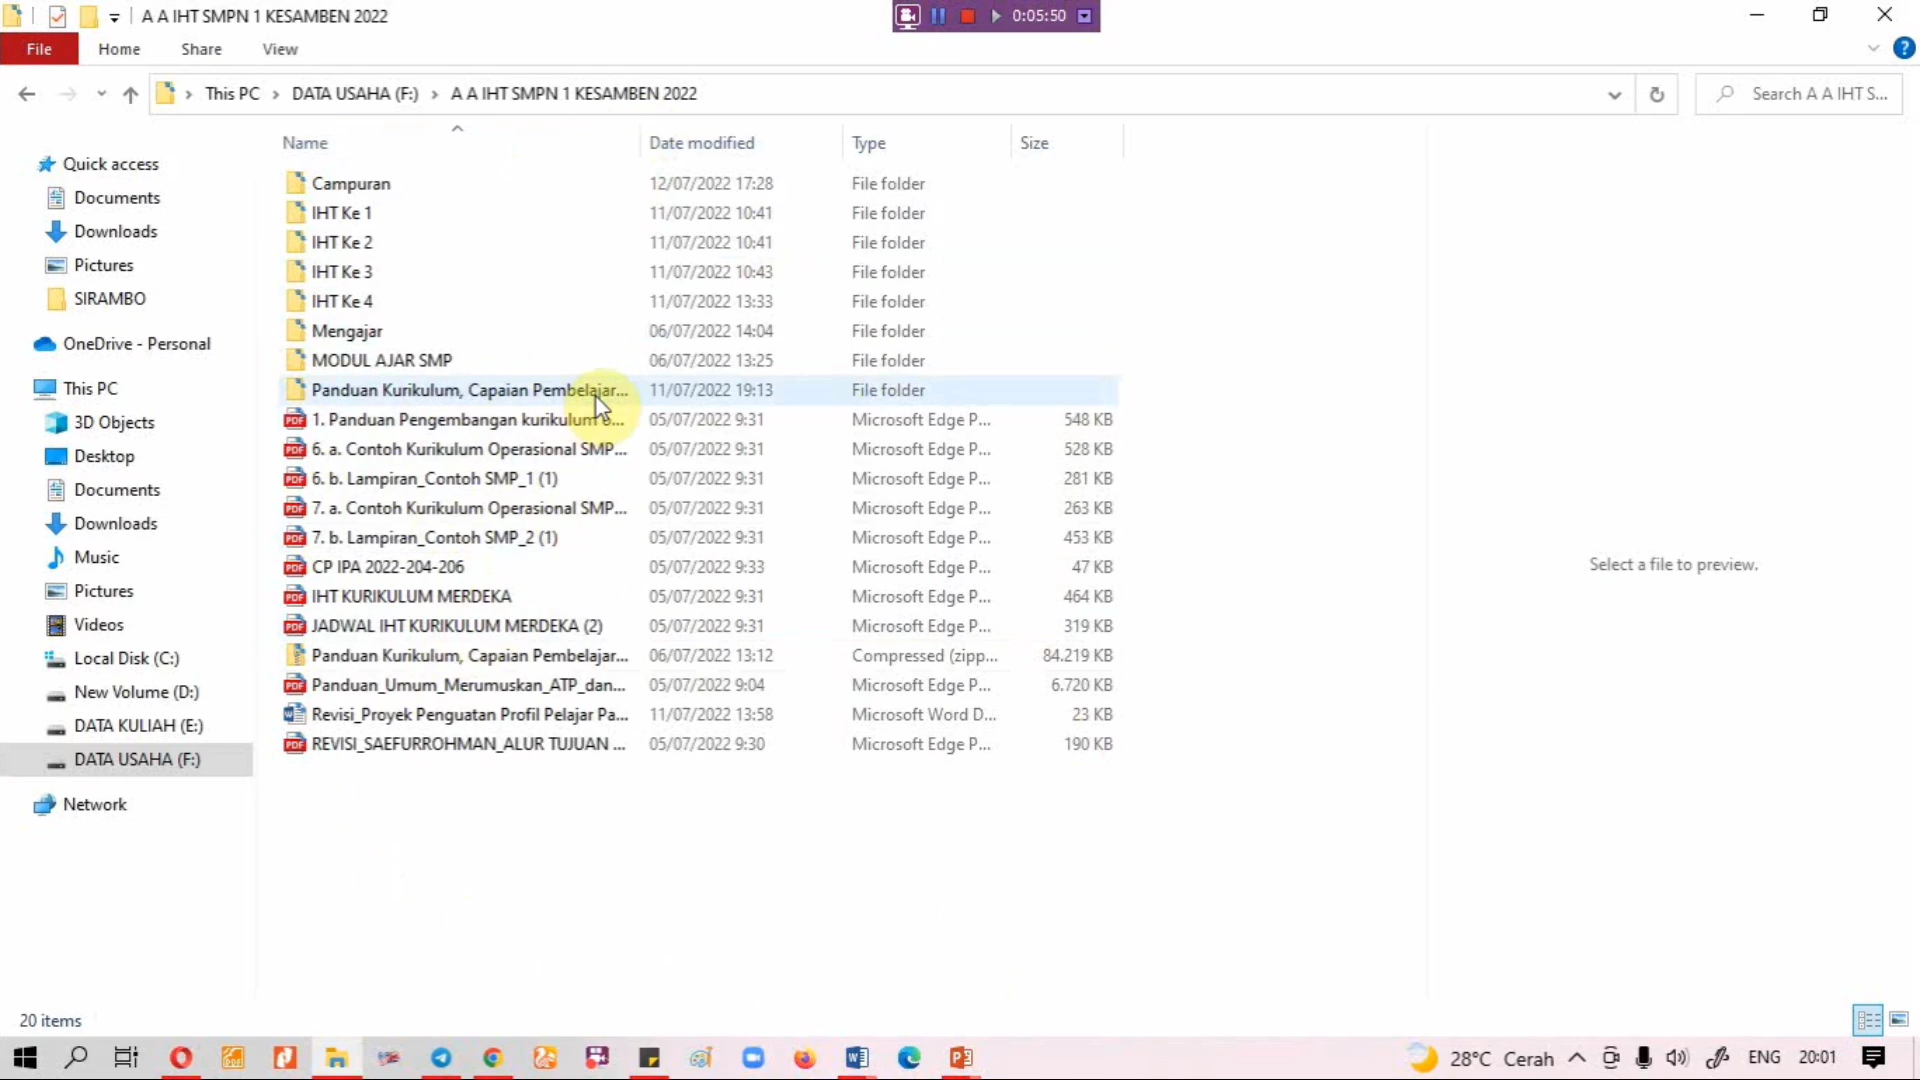 A A IHT SMPN 1 KESAMBEN 2022
0:05:50
File Home Share View
This PC DATA USAHA (F:) A A IHT SMPN 1 KESAMBEN 2022
Search A A IHT S...
Name Date modified Type Size
Quick access
Documents
Downloads
Pictures
SIRAMBO
OneDrive - Personal
This PC
3D Objects
Desktop
Documents
Downloads
Music
Pictures
Videos
Local Disk (C:)
New Volume (D:)
DATA KULIAH (E:)
DATA USAHA (F:)
Network
Campuran 12/07/2022 17:28 File folder
IHT Ke 1 11/07/2022 10:41 File folder
IHT Ke 2 11/07/2022 10:41 File folder
IHT Ke 3 11/07/2022 10:43 File folder
IHT Ke 4 11/07/2022 13:33 File folder
Mengajar 06/07/2022 14:04 File folder
MODUL AJAR SMP 06/07/2022 13:25 File folder
Panduan Kurikulum, Capaian Pembelajar... 11/07/2022 19:13 File folder
1. Panduan Pengembangan kurikulum ... 05/07/2022 9:31 Microsoft Edge P... 548 KB
6. a. Contoh Kurikulum Operasional SMP... 05/07/2022 9:31 Microsoft Edge P... 528 KB
6. b. Lampiran_Contoh SMP_1 (1) 05/07/2022 9:31 Microsoft Edge P... 281 KB
7. a. Contoh Kurikulum Operasional SMP... 05/07/2022 9:31 Microsoft Edge P... 263 KB
7. b. Lampiran_Contoh SMP_2 (1) 05/07/2022 9:31 Microsoft Edge P... 453 KB
CP IPA 2022-204-206 05/07/2022 9:33 Microsoft Edge P... 47 KB
IHT KURIKULUM MERDEKA 05/07/2022 9:31 Microsoft Edge P... 464 KB
JADWAL IHT KURIKULUM MERDEKA (2) 05/07/2022 9:31 Microsoft Edge P... 319 KB
Panduan Kurikulum, Capaian Pembelajar... 06/07/2022 13:12 Compressed (zipp... 84.219 KB
Panduan_Umum_Merumuskan_ATP_dan... 05/07/2022 9:04 Microsoft Edge P... 6.720 KB
Revisi_Proyek Penguatan Profil Pelajar Pa... 11/07/2022 13:58 Microsoft Word D... 23 KB
REVISI_SAEFURROHMAN_ALUR TUJUAN ... 05/07/2022 9:30 Microsoft Edge P... 190 KB
Select a file to preview.
20 items
28°C Cerah ENG 20:01